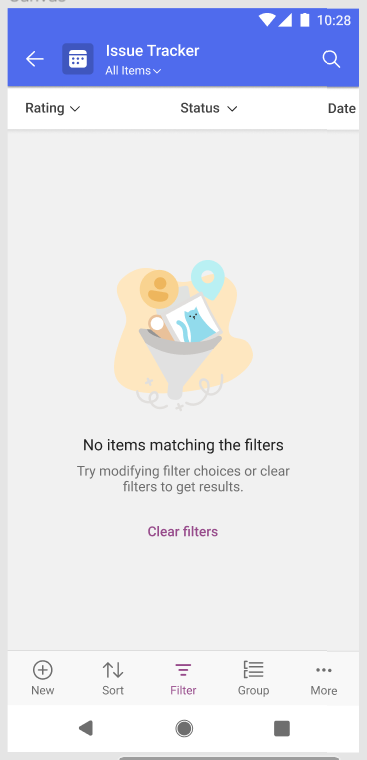 10:28
Issue Tracker
All Items
Rating Status Date
No items matching the filters
Try modifying filter choices or clear
filters to get results.
Clear filters
New Sort Filter Group More